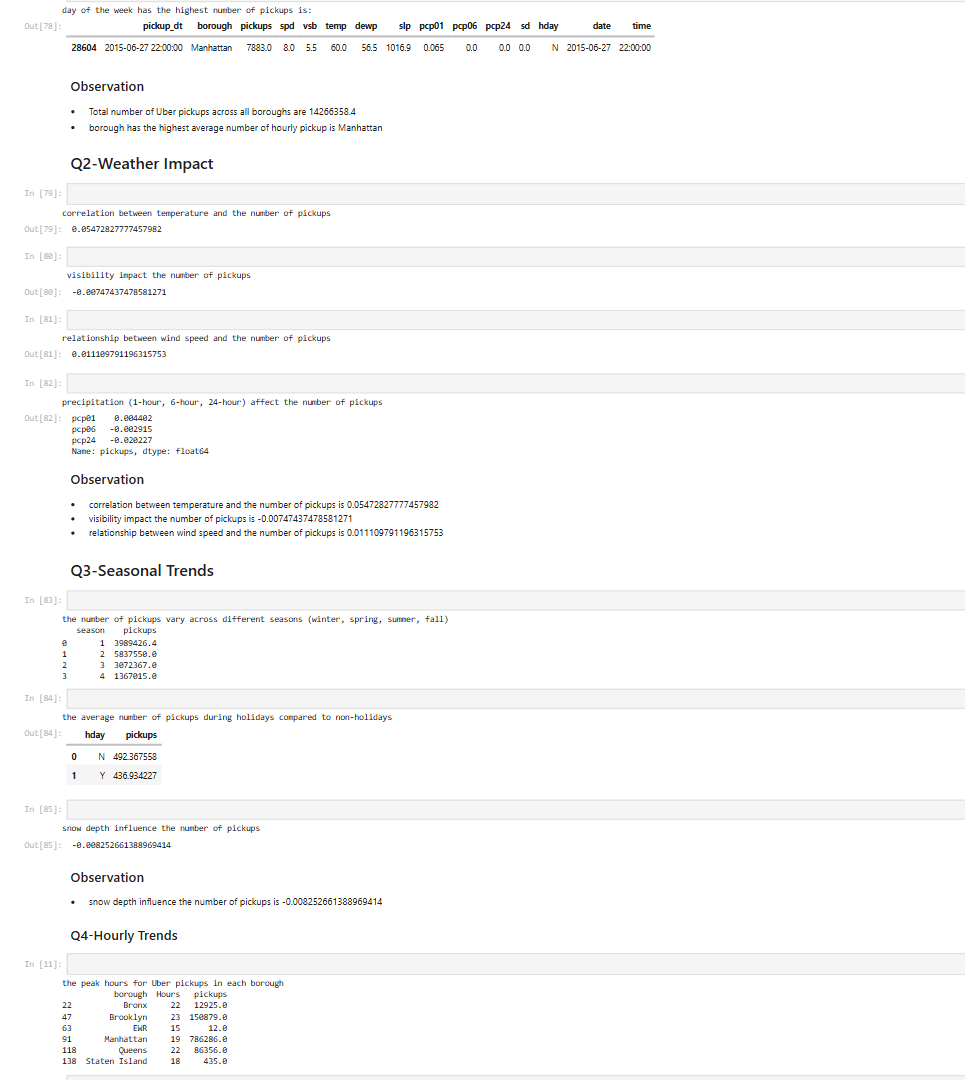 day of the week has the highest number of pickups is:
Out[78]: pickup_dt borough pickups spd vsb temp dewp slp pcp01 pcp06 pcp24 sd hday date time
28604 2015-06-27 22:00:00 Manhattan 7883.0 8.0 5.5 60.0 56.5 1016.9 0.065 0.0 0.0 0.0 N 2015-06-27 22:00:00
Observation
• Total number of Uber pickups across all boroughs are 14266358.4
• borough has the highest average number of hourly pickup is Manhattan
Q2-Weather Impact
In [79]:
correlation between temperature and the number of pickups
Out[79]: 0.05472827777457982
In [80]:
visibility impact the number of pickups
Out[80]: -0.00747437478581271
In [81]:
relationship between wind speed and the number of pickups
Out[81]: 0.011109791196315753
In [82]:
precipitation (1-hour, 6-hour, 24-hour) affect the number of pickups
Out[82]: pcp01 0.004402
pcp06 -0.002915
pcp24 -0.020227
Name: pickups, dtype: float64
Observation
• correlation between temperature and the number of pickups is 0.05472827777457982
• visibility impact the number of pickups is -0.00747437478581271
• relationship between wind speed and the number of pickups is 0.011109791196315753
Q3-Seasonal Trends
In [83]:
the number of pickups vary across different seasons (winter, spring, summer, fall)
season pickups
0 1 3989426.4
1 2 5837550.0
2 3 3072367.0
3 4 1367015.0
In [84]:
the average number of pickups during holidays compared to non-holidays
Out[84]: hday pickups
0 N 492.367558
1 Y 436.934227
In [85]:
snow depth influence the number of pickups
Out[85]: -0.008252661388969414
Observation
• snow depth influence the number of pickups is -0.008252661388969414
Q4-Hourly Trends
In [11]:
the peak hours for Uber pickups in each borough
borough Hours pickups
22 Bronx 22 12925.0
47 Brooklyn 23 150879.0
63 EWR 15 12.0
91 Manhattan 19 786286.0
118 Queens 22 86356.0
138 Staten Island 18 435.0